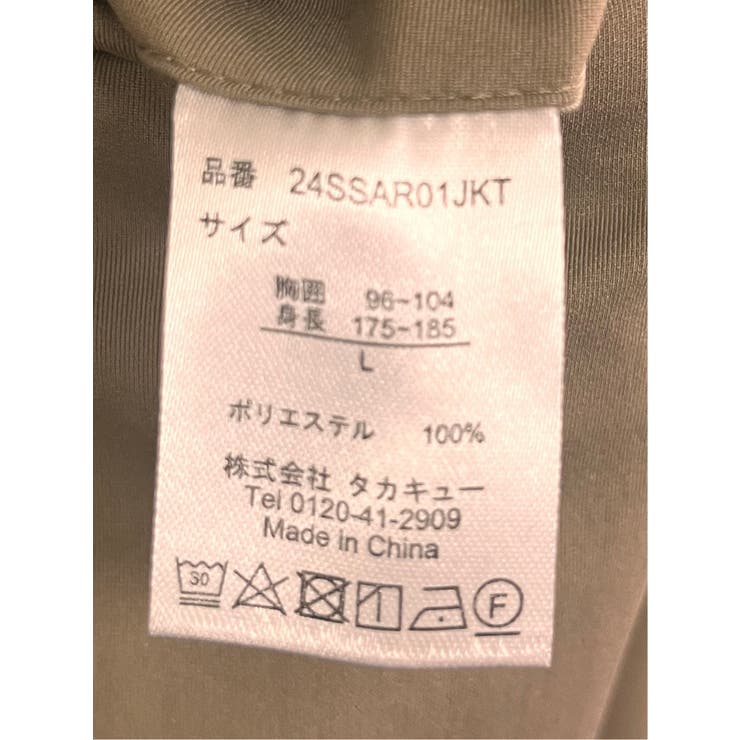 品番 24SSAR01JKT
サイズ
胸囲 96~104
身長 175~185
L
ポリエステル 100%
株式会社 タカキュー
Tel 0120-41-2909
Made in China
30
F